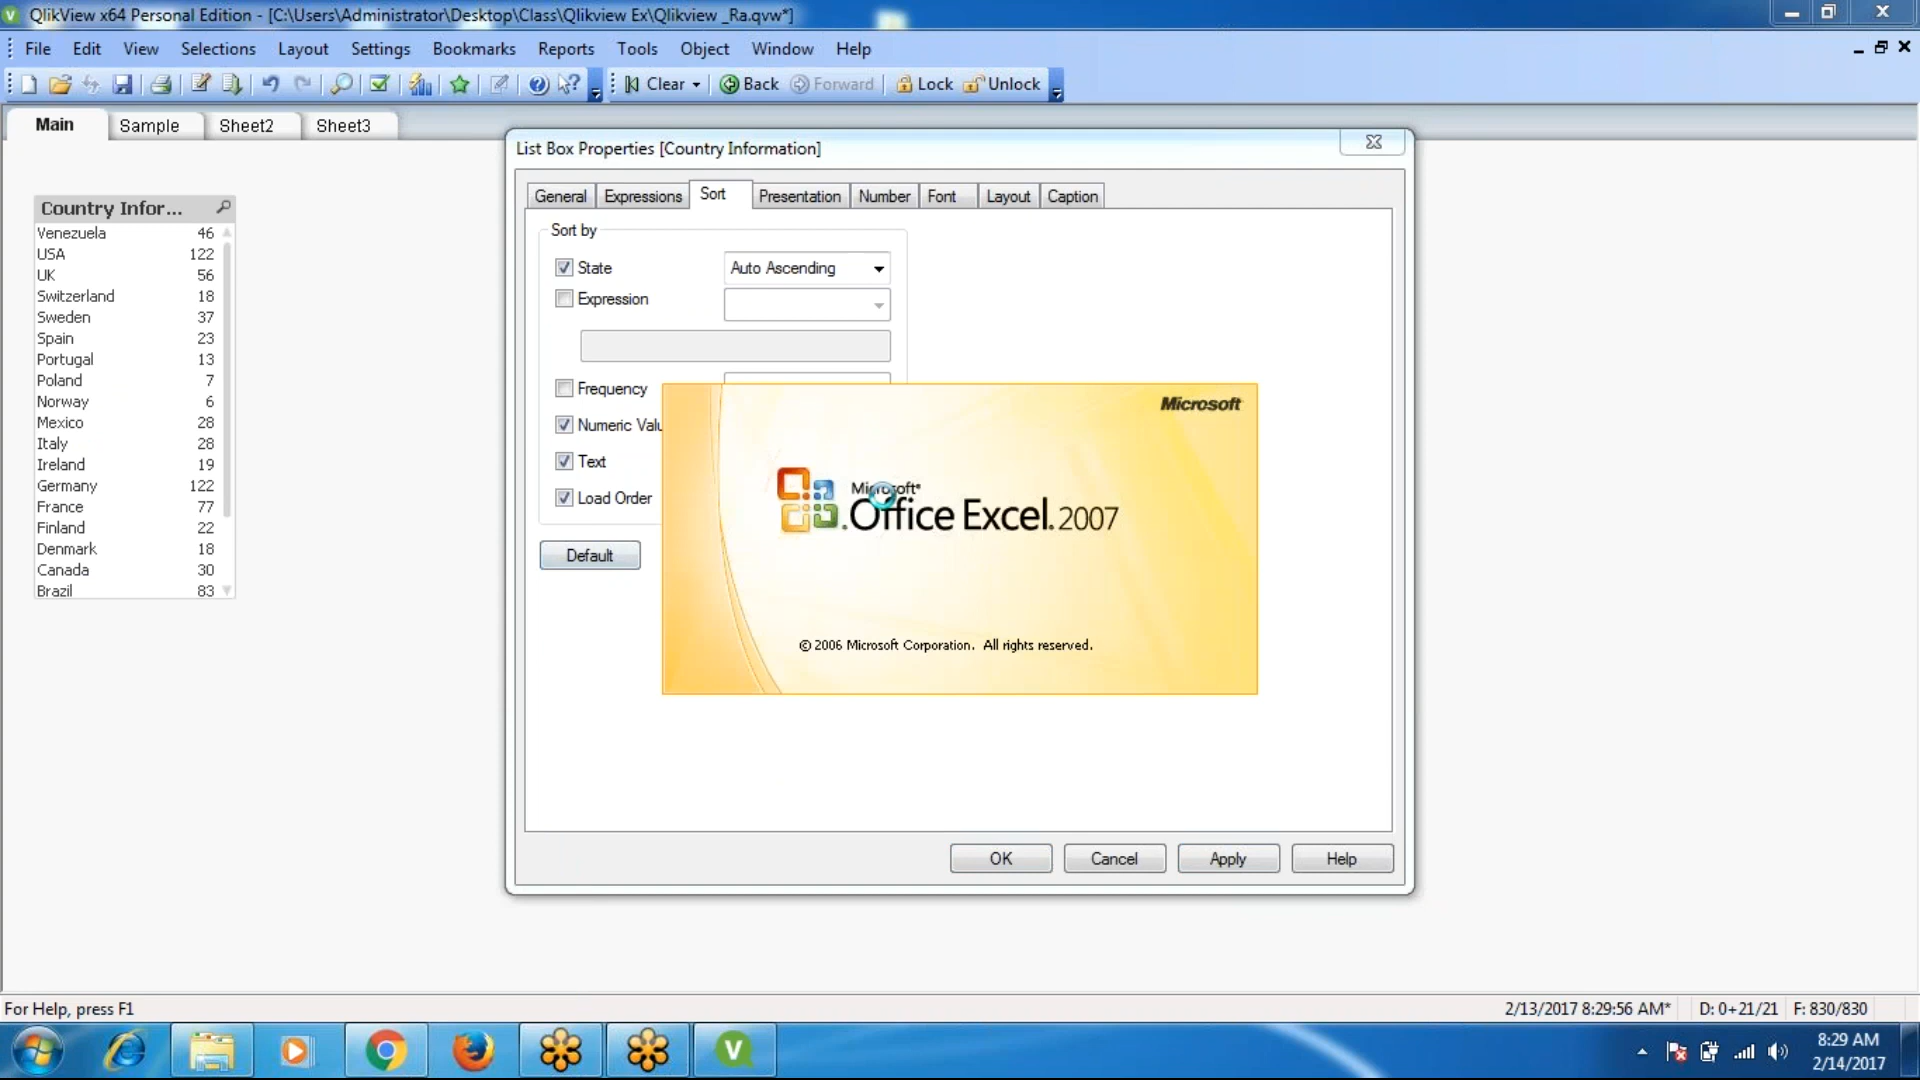 QlikView x64 Personal Edition - [C:\Users\Administrator\Desktop\Class\Qlikview Ex\Qlikview _Ra.qvw*]
File Edit View Selections Layout Settings Bookmarks Reports Tools Object Window Help
Clear Back Forward Lock Unlock
Main Sample Sheet2 Sheet3
List Box Properties [Country Information]
General Expressions Sort Presentation Number Font Layout Caption
Country Infor...
Venezuela 46
USA 122
UK 56
Switzerland 18
Sweden 37
Spain 23
Portugal 13
Poland 7
Norway 6
Mexico 28
Italy 28
Ireland 19
Germany 122
France 77
Finland 22
Denmark 18
Canada 30
Brazil 83
Sort by
State Auto Ascending
Expression
Frequency
Numeric Valu
Text
Load Order
Default
Microsoft
Microsoft
Office Excel 2007
© 2006 Microsoft Corporation. All rights reserved.
OK Cancel Apply Help
For Help, press F1
2/13/2017 8:29:56 AM* D: 0+21/21 F: 830/830
8:29 AM
2/14/2017